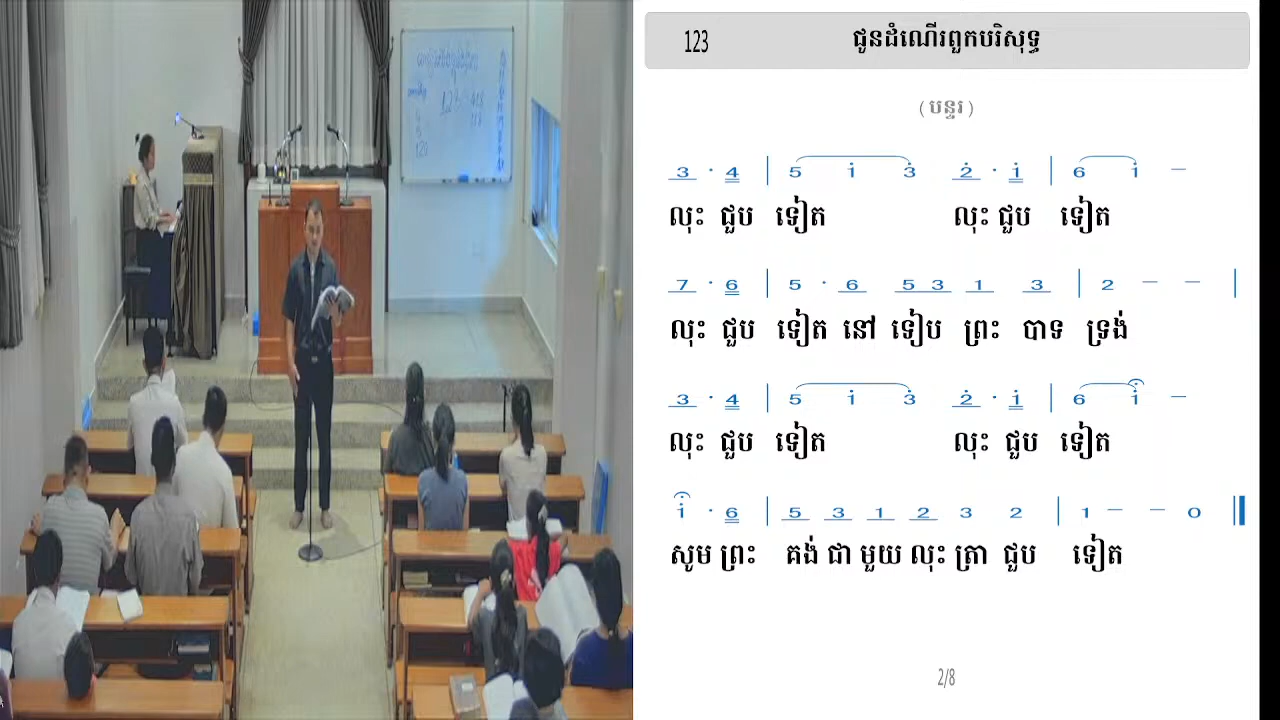 123 ជូនដំណើរពួកបរិសុទ្ធ
(បន្ទរ)
3 · 4 | 5 i 3 2 · i | 6 i –
លុះ ជួប ទៀត លុះ ជួប ទៀត
7 · 6 | 5 · 6 5 3 1 3 | 2 – – |
លុះ ជួប ទៀត នៅ ទៀប ព្រះ បាទ ទ្រង់
3 · 4 | 5 i 3 2 · i | 6 i –
លុះ ជួប ទៀត លុះ ជួប ទៀត
i · 6 | 5 3 1 2 3 2 | 1 – – 0
សូម ព្រះ គង់ ជា មួយ លុះ ត្រា ជួប ទៀត
2/8
123
418
120